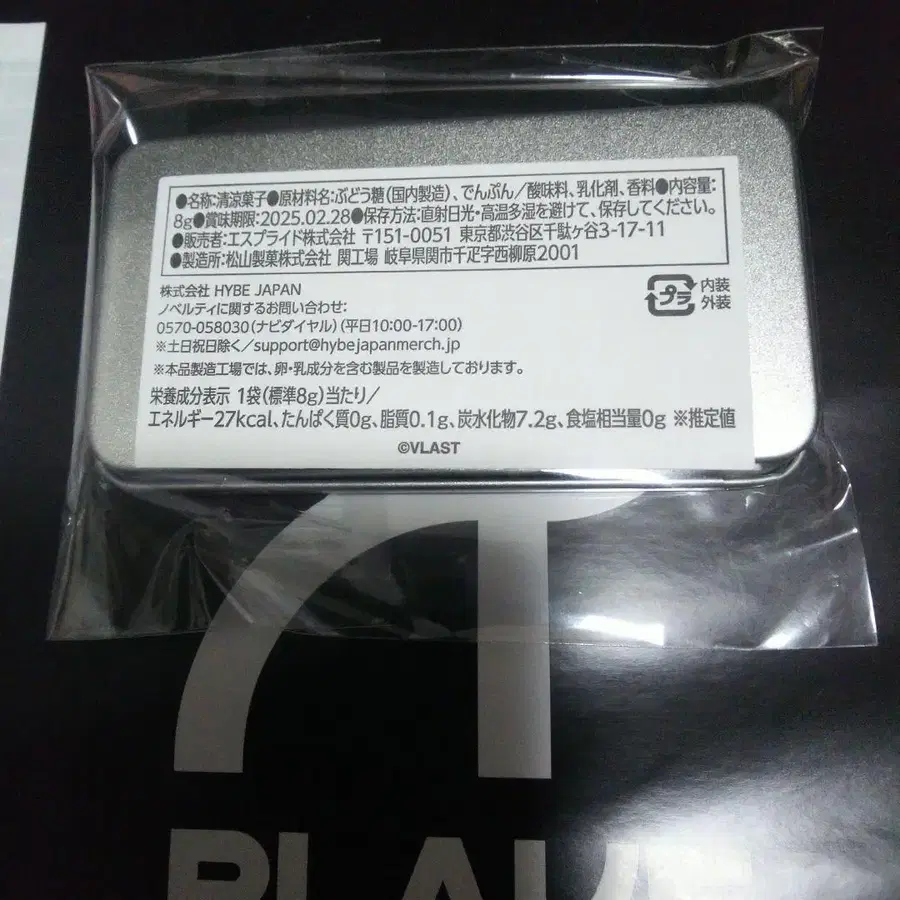 ●名称:清涼菓子●原材料名:ぶどう糖(国内製造)、でんぷん/酸味料、乳化剤、香料●内容量:
8g●賞味期限:2025.02.28●保存方法:直射日光・高温多湿を避けて、保存してください。
●販売者:エスプライド株式会社 〒151-0051 東京都渋谷区千駄ヶ谷3-17-11
●製造所:松山製菓株式会社 関工場 岐阜県関市千疋字西柳原2001
株式会社 HYBE JAPAN
ノベルティに関するお問い合わせ:
0570-058030(ナビダイヤル)(平日10:00-17:00)
※土日祝日除く/support@hybejapanmerch.jp
プラ
内装
外装
※本品製造工場では、卵・乳成分を含む製品を製造しております。
栄養成分表示 1袋(標準8g)当たり/
エネルギー27kcal、たんぱく質0g、脂質0.1g、炭水化物7.2g、食塩相当量0g ※推定値
©VLAST